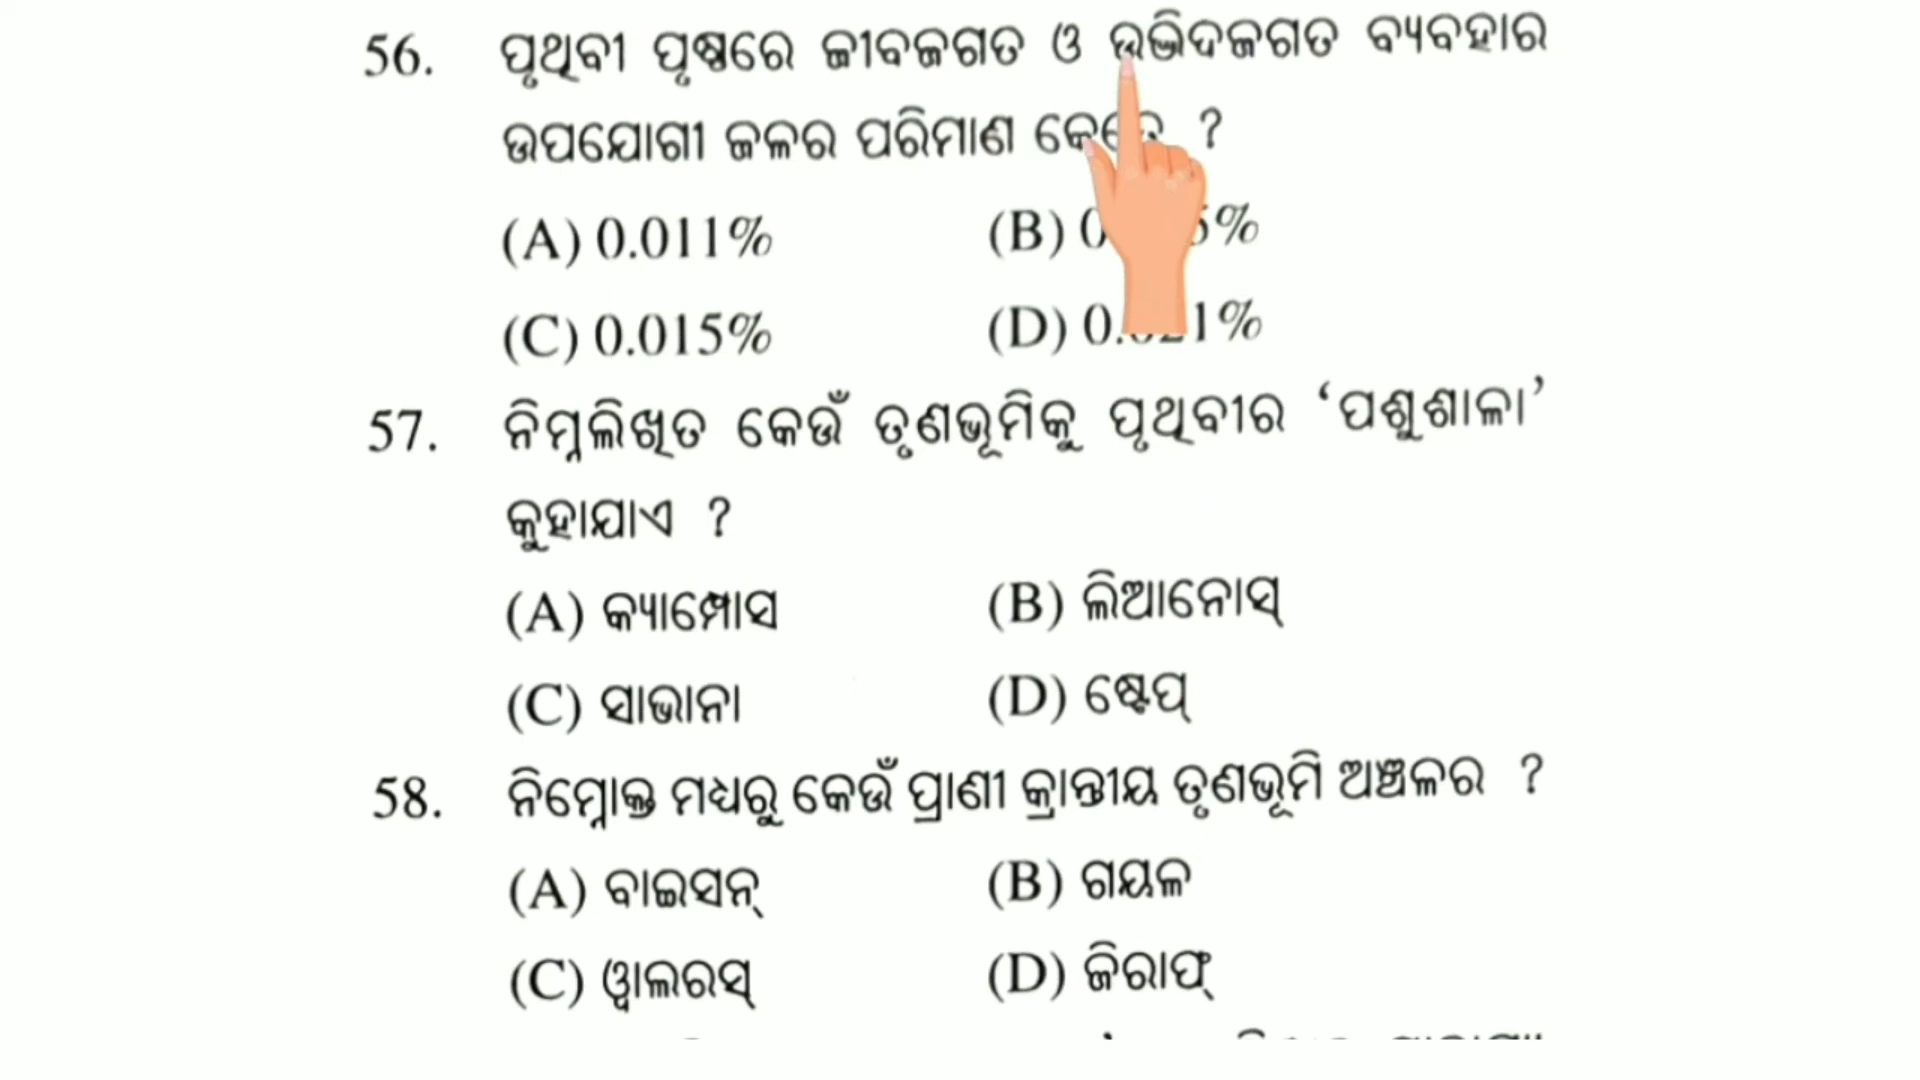 56. ପୃଥିବୀ ପୃଷ୍ଠରେ ଜୀବଜଗତ ଓ ଉଦ୍ଭିଦଜଗତ ବ୍ୟବହାର
ଉପଯୋଗୀ ଜଳର ପରିମାଣ କେତେ ?
(A) 0.011% (B)
(C) 0.015% (D)
57. ନିମ୍ନଲିଖିତ କେଉଁ ତୃଣଭୂମିକୁ ପୃଥିବୀର ‘ପଶୁଶାଳା’
କୁହାଯାଏ ?
(A) କ୍ୟାମ୍ପୋସ (B) ଲିଆନୋସ୍
(C) ସାଭାନା (D) ଷ୍ଟେପ୍
58. ନିମ୍ନୋକ୍ତ ମଧ୍ୟରୁ କେଉଁ ପ୍ରାଣୀ କ୍ରାନ୍ତୀୟ ତୃଣଭୂମି ଅଞ୍ଚଳର ?
(A) ବାଇସନ୍ (B) ଗୟଳ
(C) ୱାଲରସ୍ (D) ଜିରାଫ୍